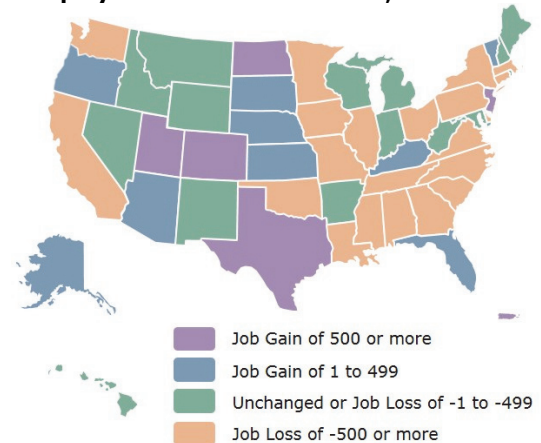 Job Gain of 500 or more
Job Gain of 1 to 499
Unchanged or Job Loss of -1 to -499
Job Loss of -500 or more